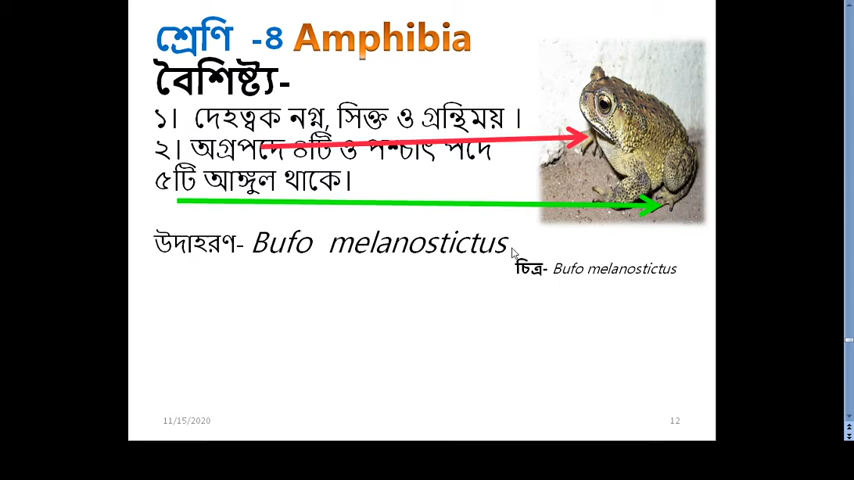 শ্রেণি -৪ Amphibia
বৈশিষ্ট্য-
১। দেহত্বক নগ্ন, সিক্ত ও গ্রন্থিময় ।
২। অগ্রপদে ৪টি ও পশ্চাৎ পদে
৫টি আঙ্গুল থাকে।
উদাহরণ- Bufo melanostictus
চিত্র- Bufo melanostictus
11/15/2020
12